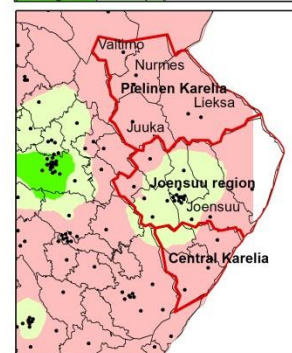 Valtimo
Nurmes
Pielinen Karelia
Lieksa
Juuka
Joensuu region
Joensuu
Central Karelia